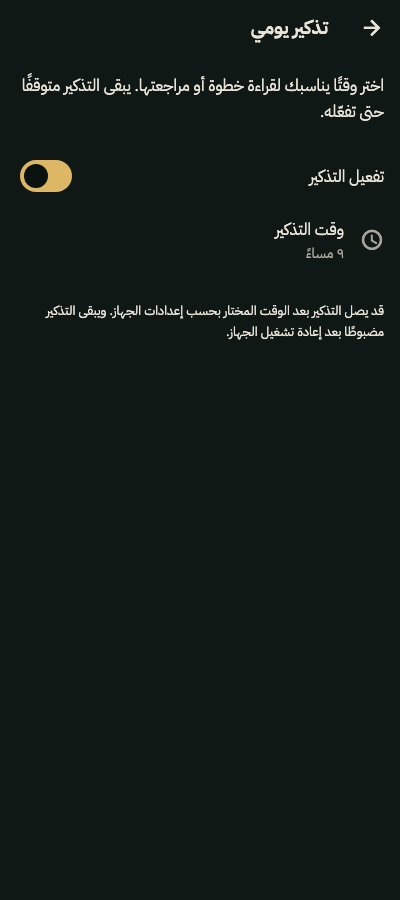 تذكير يومي
اختر وقتًا يناسبك لقراءة خطوة أو مراجعتها. يبقى التذكير متوقفًا
حتى تفعّله.
تفعيل التذكير
وقت التذكير
٩ مساءً
قد يصل التذكير بعد الوقت المختار بحسب إعدادات الجهاز. ويبقى التذكير
مضبوطًا بعد إعادة تشغيل الجهاز.